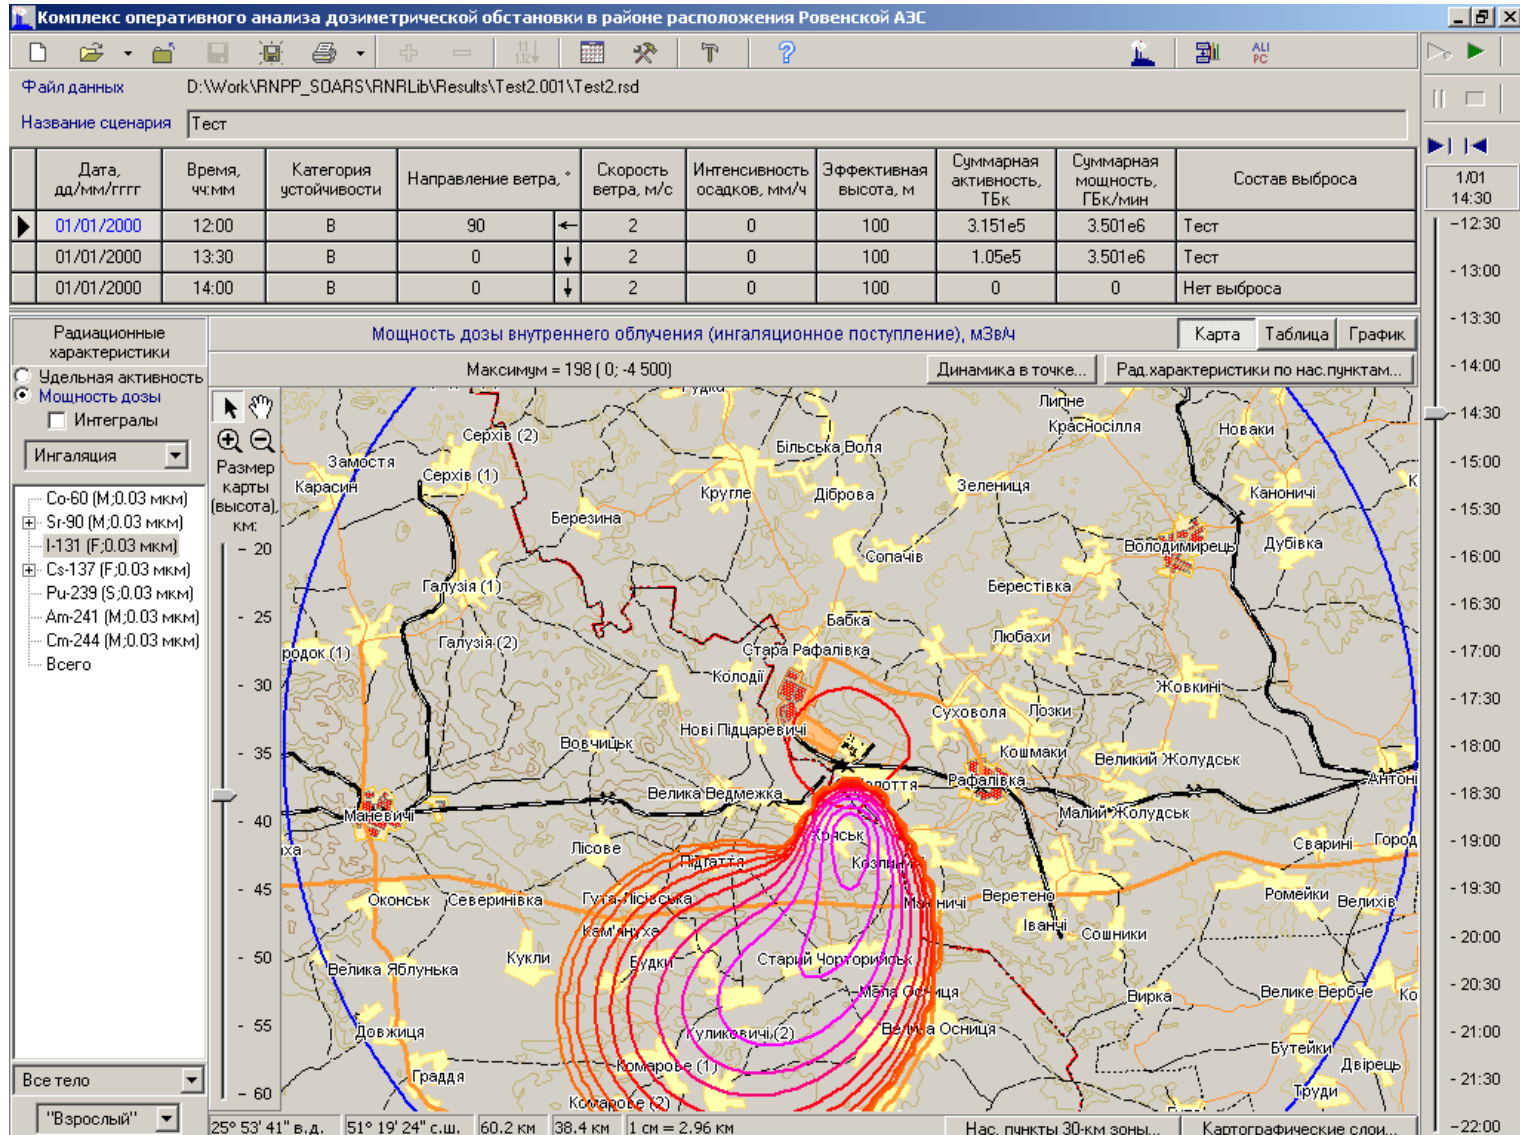 Комплекс оперативного анализа дозиметрической обстановки в районе расположения Ровенской АЭС
ALI
PC
Файл данных D:\Work\RNPP_SOARS\RNRLib\Results\Test2.001\Test2.rsd
Название сценария Тест
Дата, дд/мм/гггг Время, чч:мм Категория устойчивости Направление ветра, ° Скорость ветра, м/с Интенсивность осадков, мм/ч Эффективная высота, м Суммарная активность, ТБк Суммарная мощность, ГБк/мин Состав выброса
01/01/2000 12:00 B 90 ← 2 0 100 3.151e5 3.501e6 Тест
01/01/2000 13:30 B 0 ↓ 2 0 100 1.05e5 3.501e6 Тест
01/01/2000 14:00 B 0 ↓ 2 0 100 0 0 Нет выброса
1/01
14:30
12:30
13:00
13:30
14:00
14:30
15:00
15:30
16:00
16:30
17:00
17:30
18:00
18:30
19:00
19:30
20:00
20:30
21:00
21:30
22:00
Радиационные
характеристики
Удельная активность
Мощность дозы
Интегралы
Ингаляция
Co-60 (M;0.03 мкм)
Sr-90 (M;0.03 мкм)
I-131 (F;0.03 мкм)
Cs-137 (F;0.03 мкм)
Pu-239 (S;0.03 мкм)
Am-241 (M;0.03 мкм)
Cm-244 (M;0.03 мкм)
Всего
Все тело
"Взрослый"
Мощность дозы внутреннего облучения (ингаляционное поступление), мЗв/ч
Карта Таблица График
Максимум = 198 ( 0; -4 500)
Динамика в точке... Рад.характеристики по нас.пунктам...
Размер
карты
(высота),
км:
20
25
30
35
40
45
50
55
60
Липне
Красносілля
Новаки
Серхів (2)
Більська Воля
Замостя
Серхів (1)
Карасин
Кругле
Діброва
Зелениця
Каноничі
Березина
Володимирець
Дубівка
Сопачів
Галузія (1)
Берестівка
Бабка
Галузія (2)
Любахи
родок (1)
Стара Рафалівка
Колодії
Жовкині
Суховоля
Лозки
Нові Підцаревичі
Вовчицьк
Кошмаки
Великий Жолудськ
Антоні
Рафалівка
Велика Ведмежка
Маневичі
Малий Жолудськ
Хряськ
Сварині
Город
Лісове
Підгаття
Оконськ
Северинівка
Гута-Лісівська
Веретено
Ромейки
Велихів
Кам'януха
Іванчі
Сошники
Кукли
Будки
Старий Чорторийськ
Велика Яблунька
Мала Осниця
Вирка
Велике Вербче
Ко
Довжиця
Куликовичі (2)
Велика Осниця
Бутейки
Комарове (1)
Двірець
Граддя
Труди
Комарове (2)
25° 53' 41" в.д. 51° 19' 24" с.ш. 60.2 км 38.4 км 1 см = 2.96 км Нас. пункты 30-км зоны... Картографические слои...